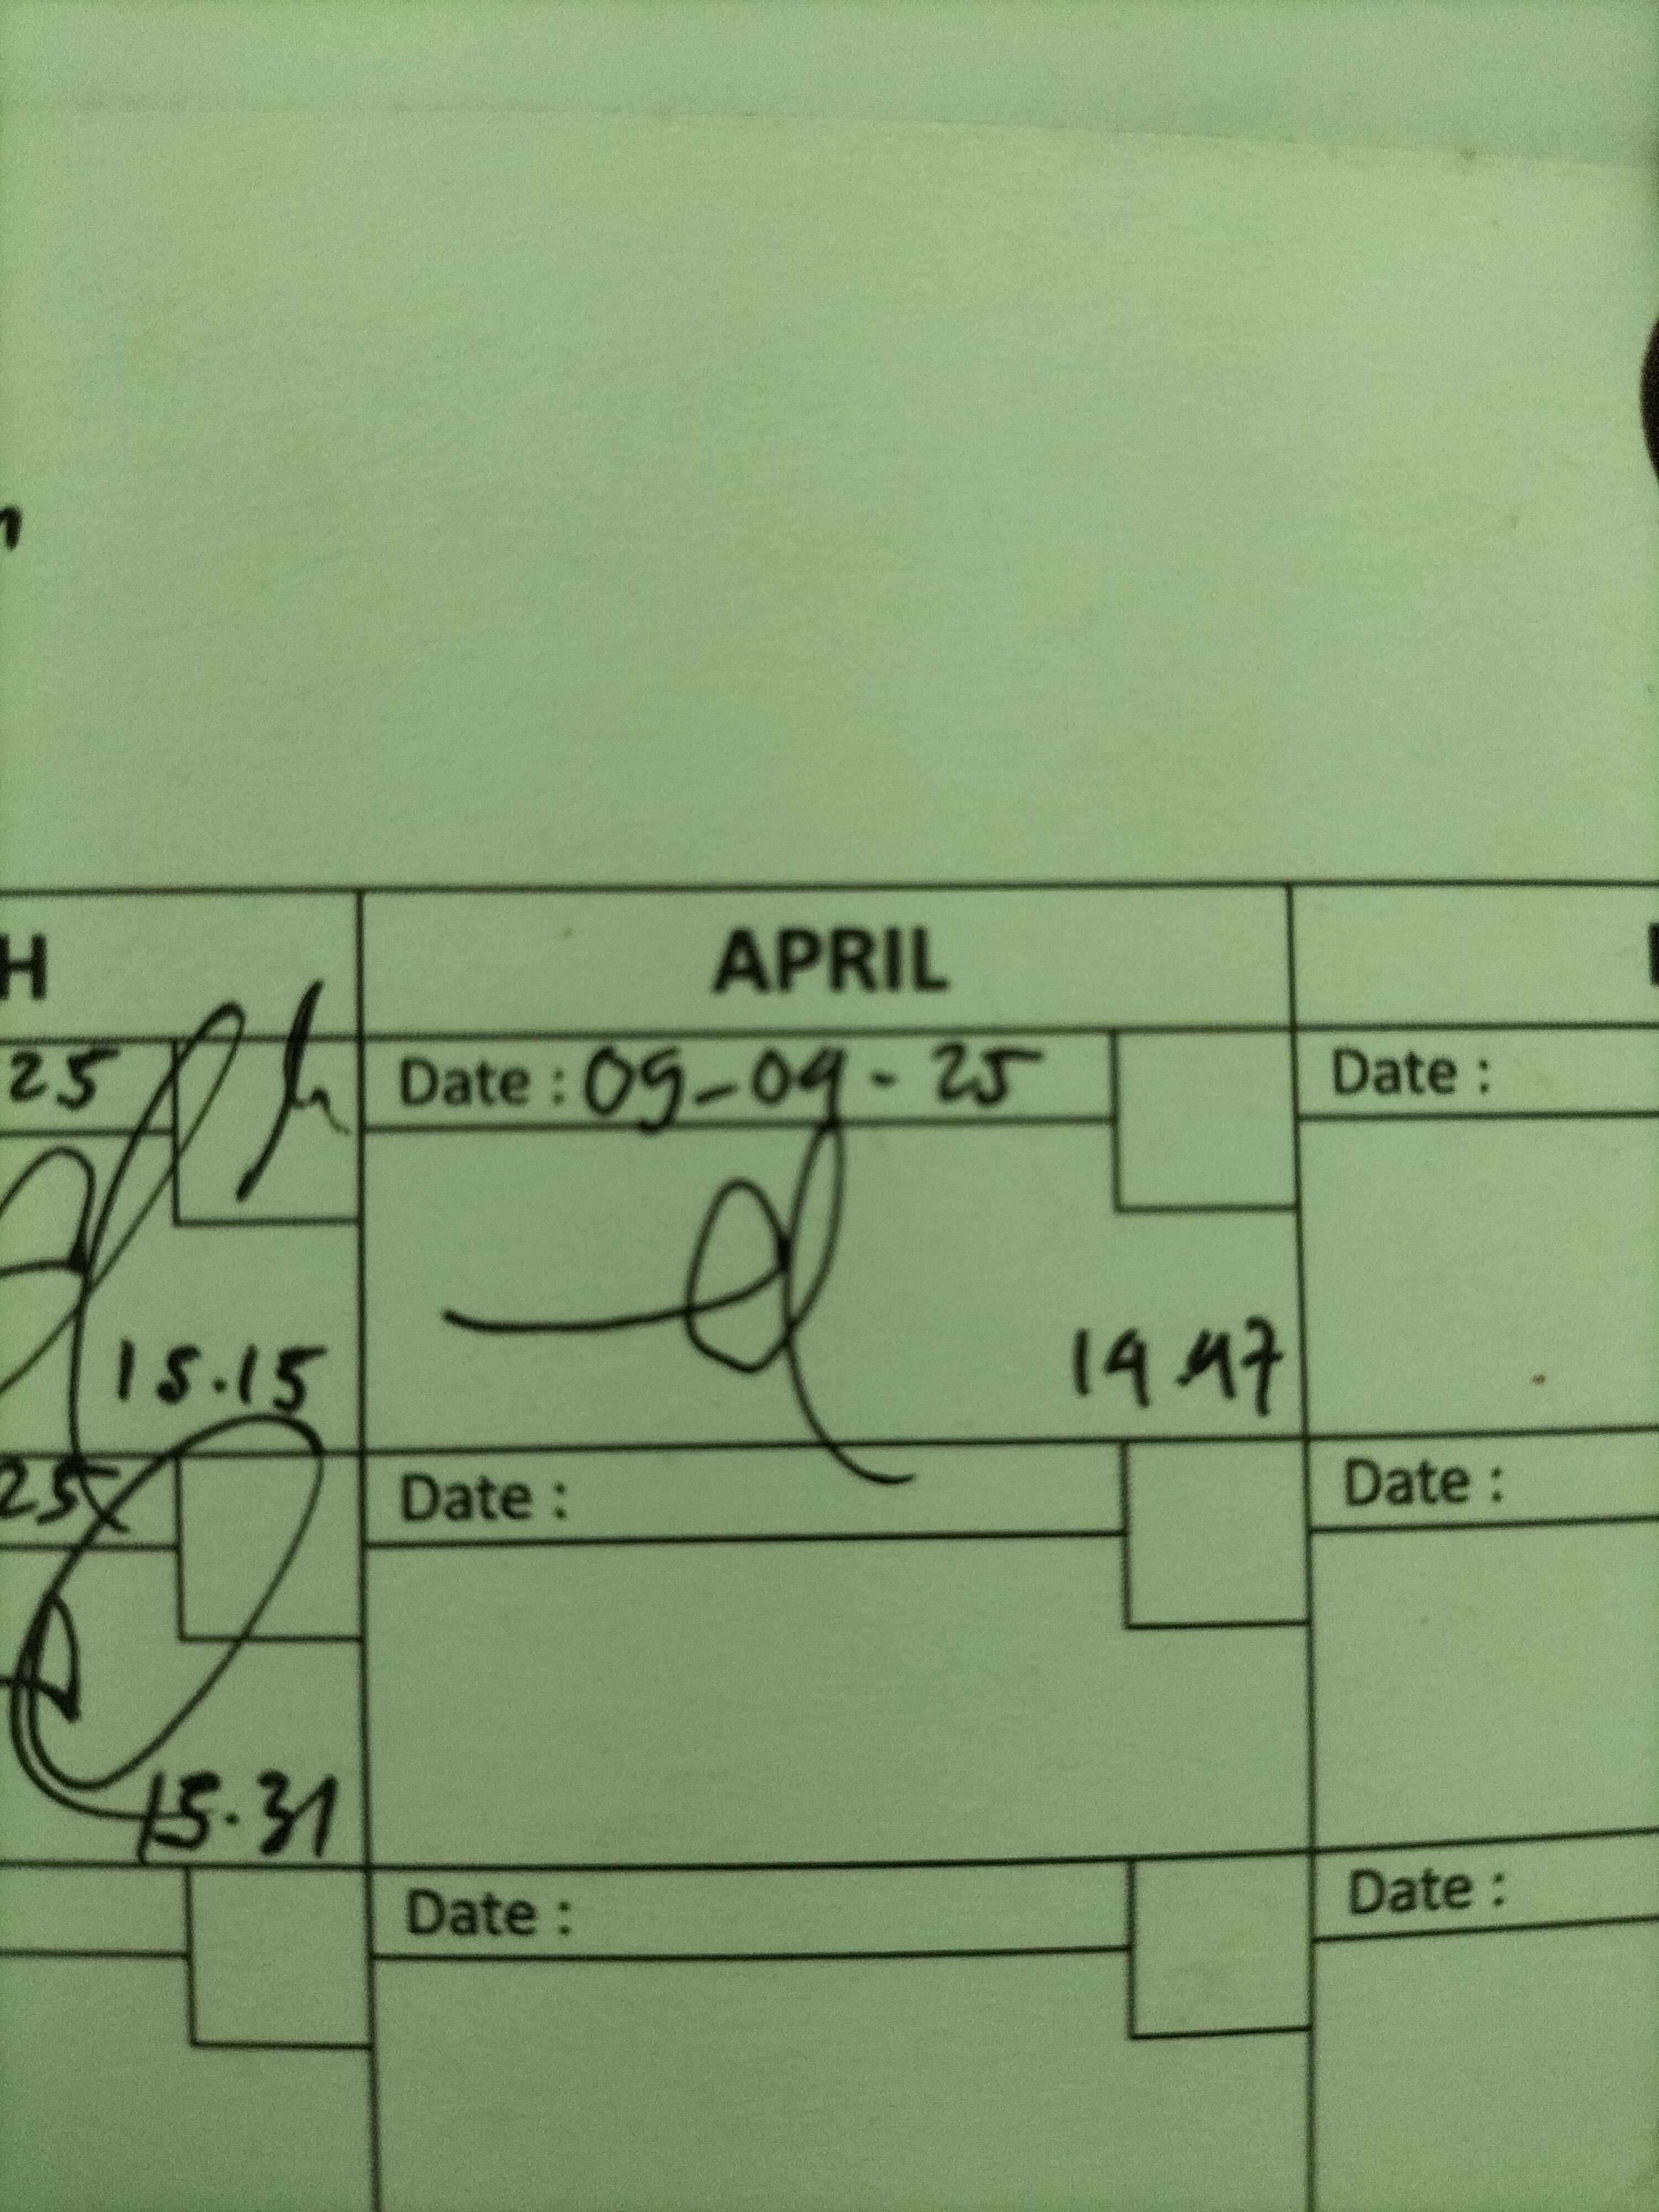 H APRIL
25 Date : 09-04-25 Date :
15.15 14.47
25 Date : Date :
15.31
Date : Date :